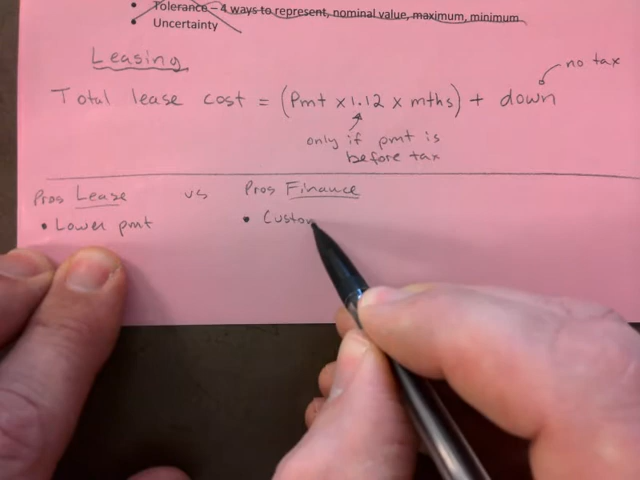 • Tolerance – 4 ways to represent, nominal value, maximum, minimum
• Uncertainty
Leasing
no tax
Total lease cost = (Pmt x 1.12 x mths) + down
only if pmt is
before tax
Pros Lease vs Pros Finance
• Lower pmt • Custom